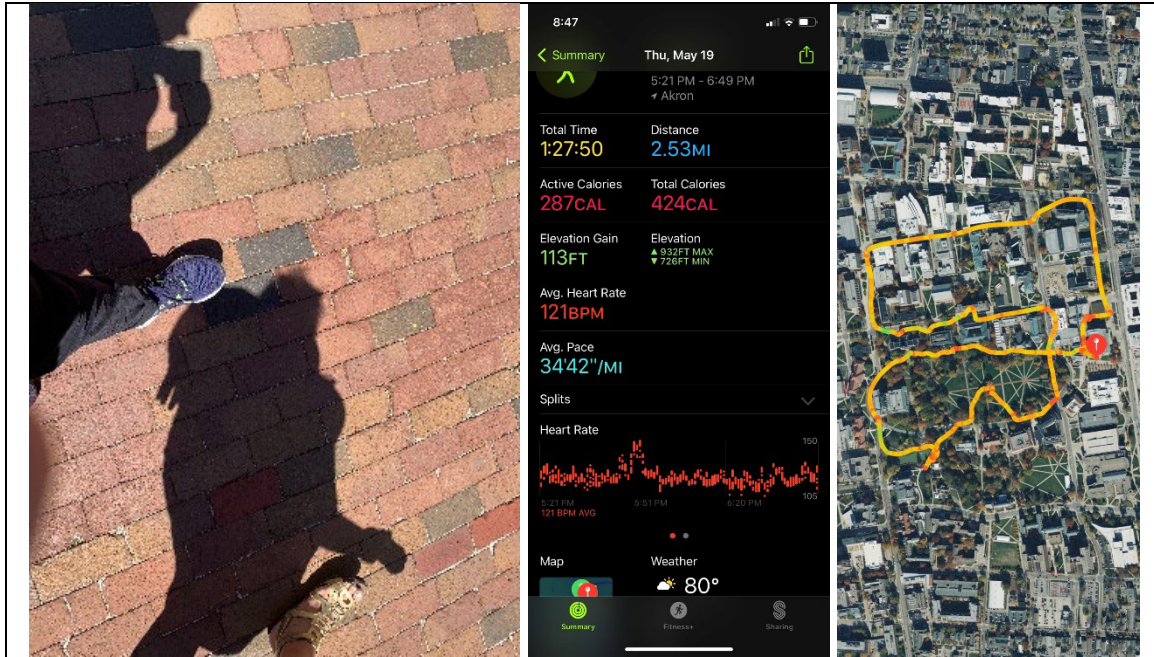 8:47
Summary
Thu, May 19
5:21 PM - 6:49 PM
Akron
Total Time
Distance
1:27:50
2.53MI
Active Calories
Total Calories
287CAL
424CAL
Elevation Gain
Elevation
113FT
▲ 932FT MAX
▼ 726FT MIN
Avg. Heart Rate
121BPM
Avg. Pace
34'42"/MI
Splits
Heart Rate
150
105
5:21 PM
5:51 PM
6:20 PM
121 BPM AVG
Map
Weather
80°
Summary
Fitness+
Sharing